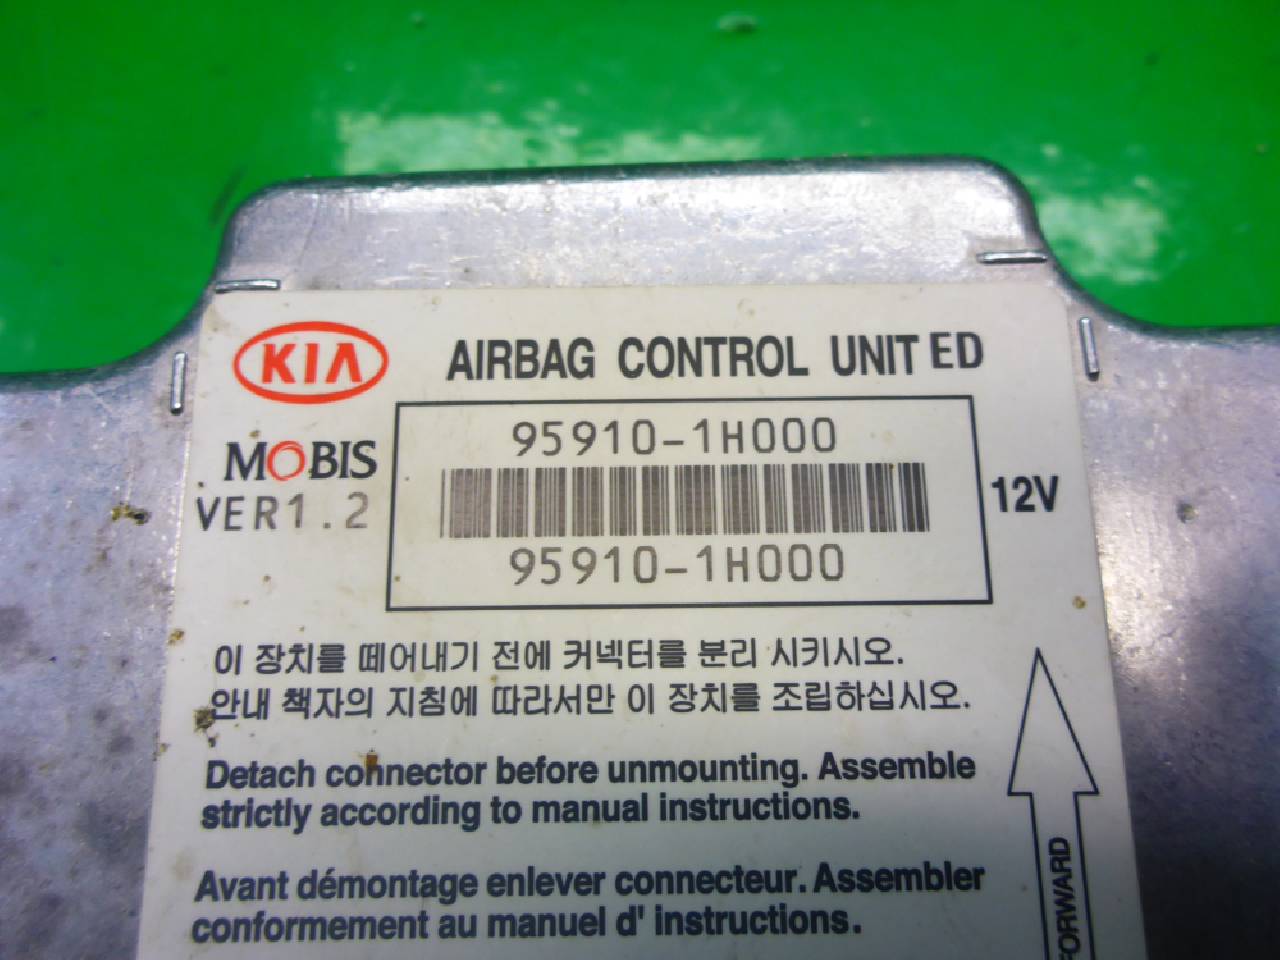 KIA
AIRBAG CONTROL UNIT ED
MOBIS
VER1.2
95910-1H000
95910-1H000
12V
이 장치를 떼어내기 전에 커넥터를 분리 시키시오.
안내 책자의 지침에 따라서만 이 장치를 조립하십시오.
Detach connector before unmounting. Assemble
strictly according to manual instructions.
Avant démontage enlever connecteur. Assembler
conformement au manuel d' instructions.
FORWARD